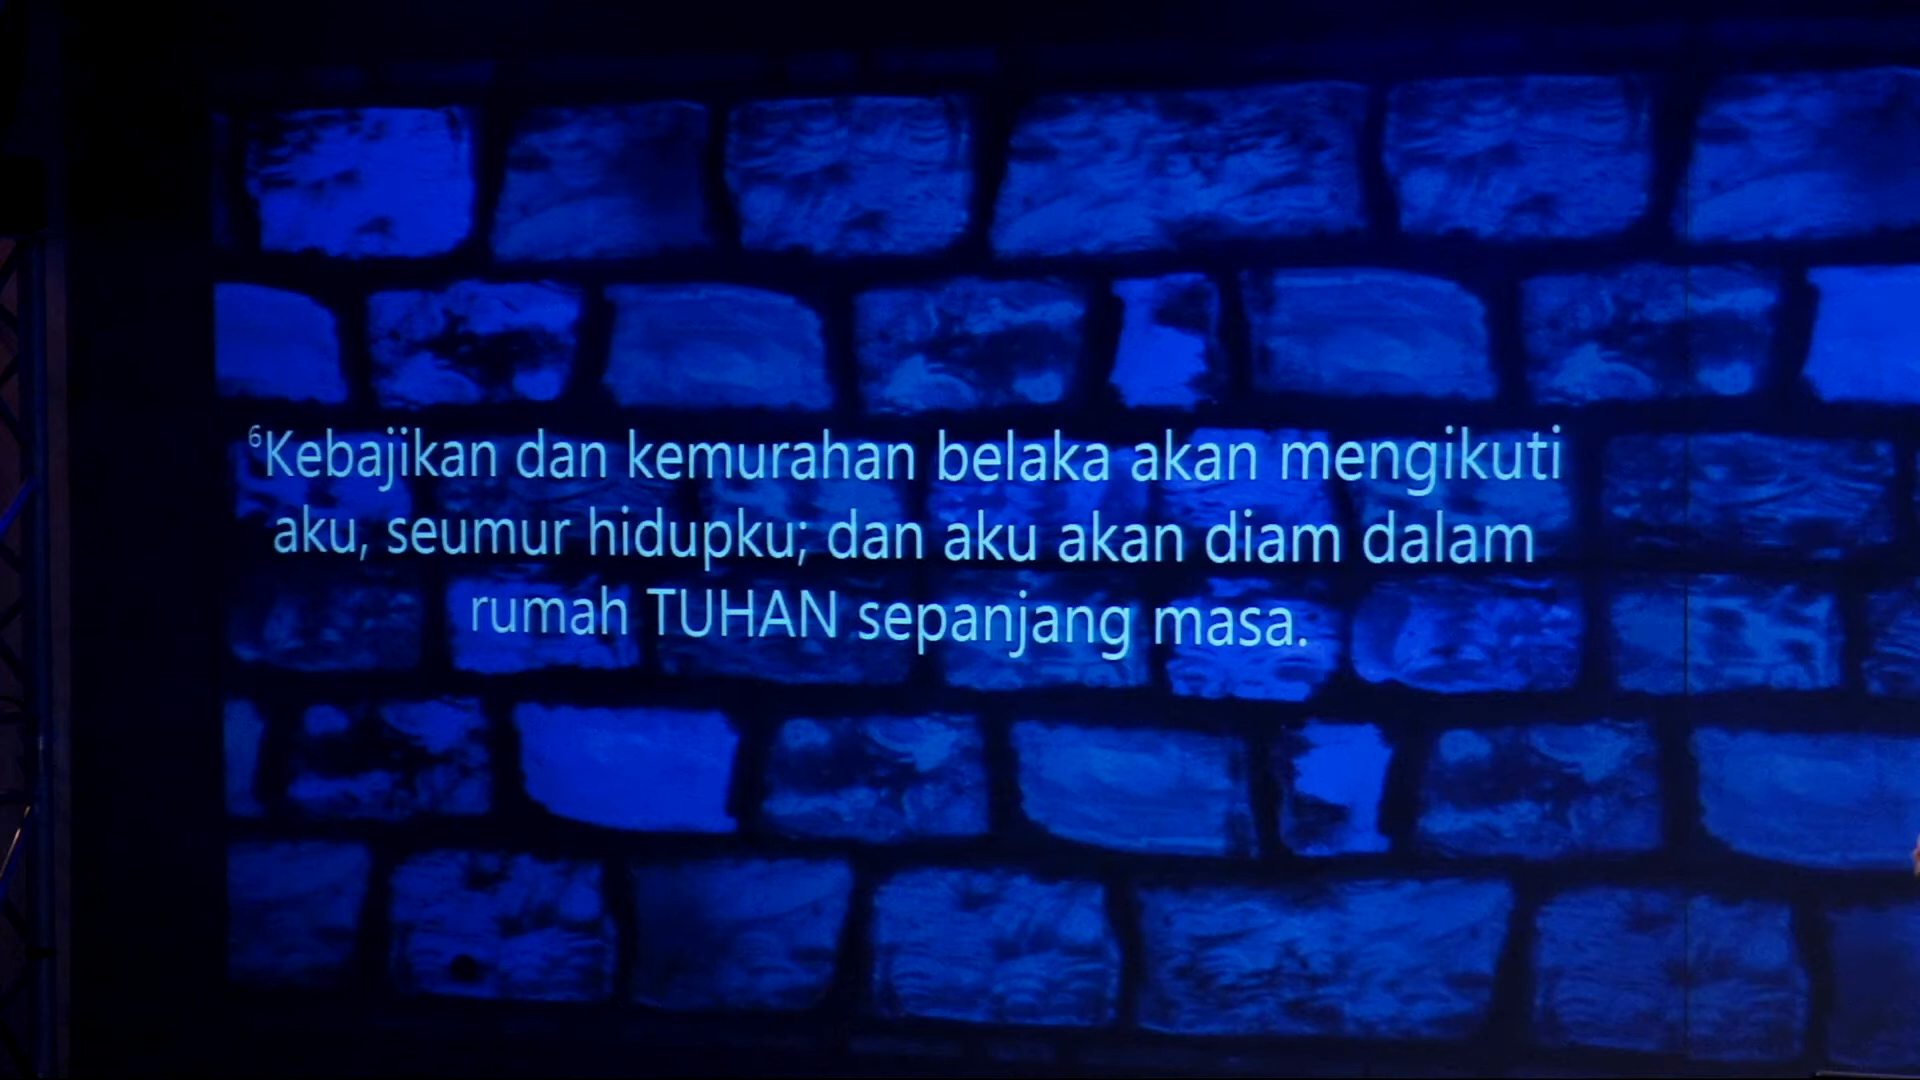 ⁶Kebajikan dan kemurahan belaka akan mengikuti
aku, seumur hidupku; dan aku akan diam dalam
rumah TUHAN sepanjang masa.